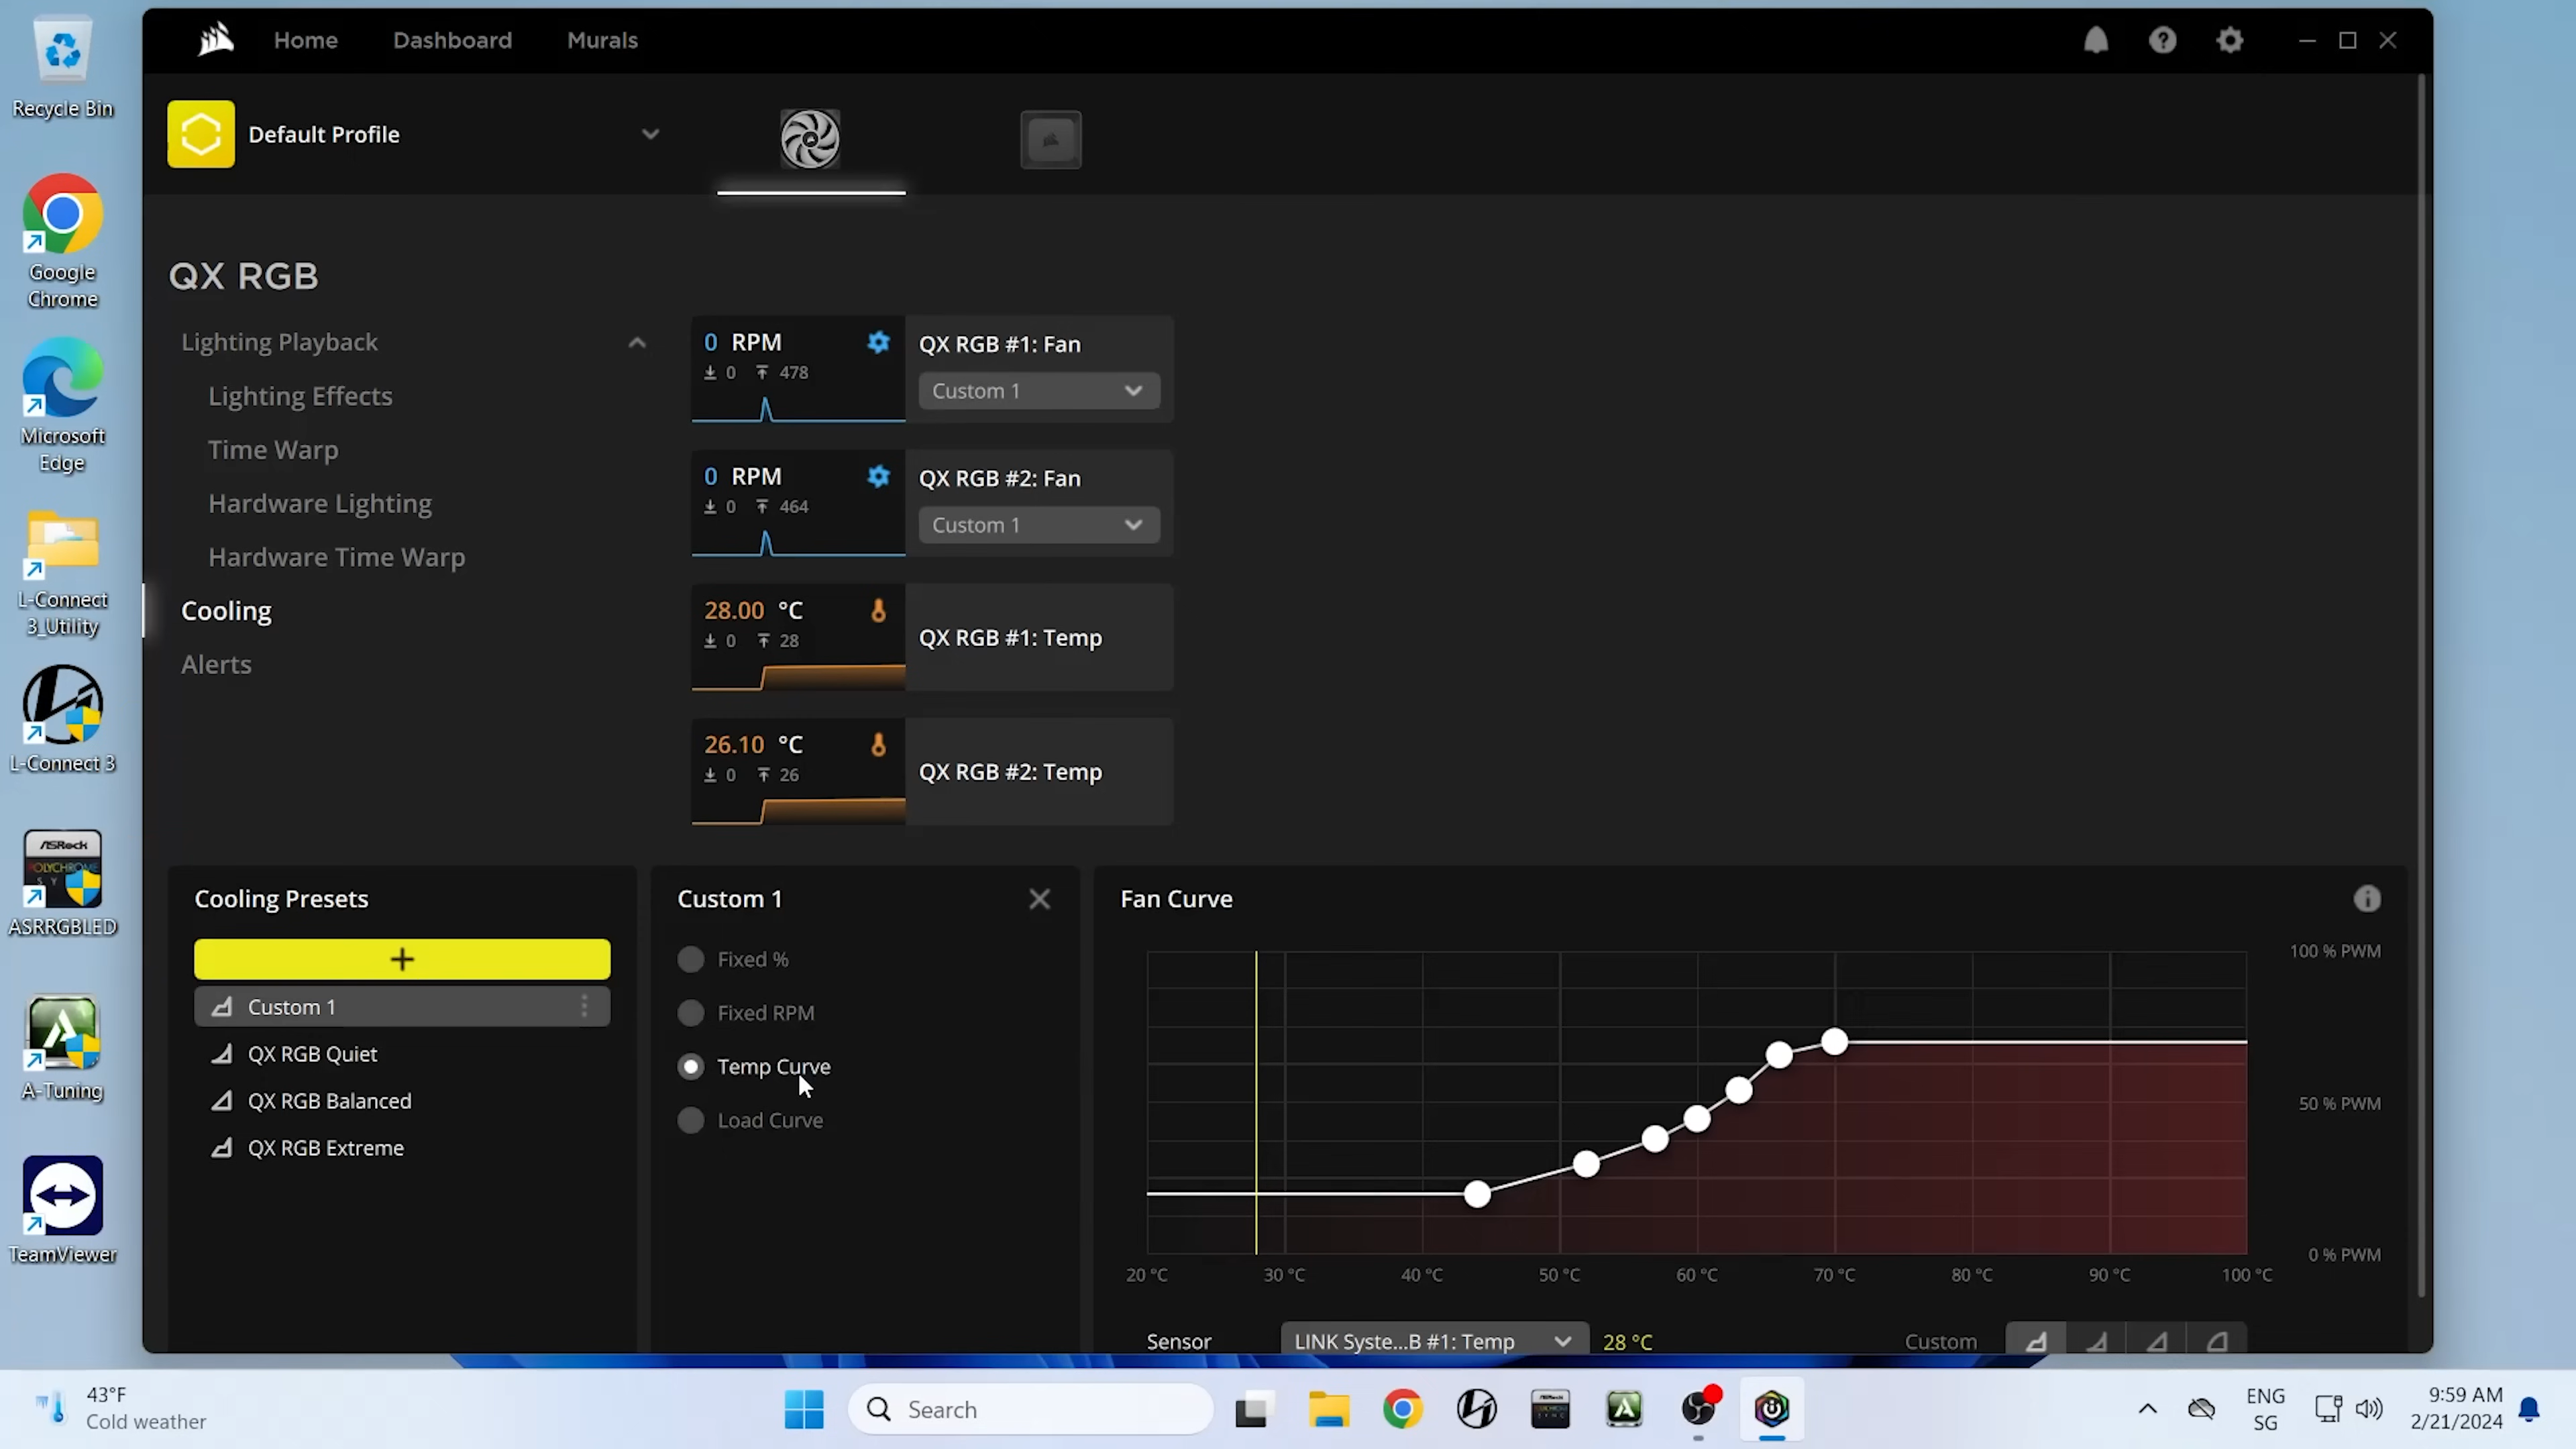 Home
Dashboard
Murals
Recycle Bin
Default Profile
Google
Chrome
QX RGB
Lighting Playback
Lighting Effects
Time Warp
Hardware Lighting
Hardware Time Warp
Cooling
Alerts
0 RPM
0 478
QX RGB #1: Fan
Custom 1
0 RPM
0 464
QX RGB #2: Fan
Custom 1
28.00 °C
0 28
QX RGB #1: Temp
26.10 °C
0 26
QX RGB #2: Temp
Microsoft
Edge
L-Connect
3_Utility
L-Connect 3
ASRock
POLYCHROME
SY
ASRRGBLED
A-Tuning
TeamViewer
Cooling Presets
+
Custom 1
QX RGB Quiet
QX RGB Balanced
QX RGB Extreme
Custom 1
Fixed %
Fixed RPM
Temp Curve
Load Curve
Fan Curve
100 % PWM
50 % PWM
0 % PWM
20 °C 30 °C 40 °C 50 °C 60 °C 70 °C 80 °C 90 °C 100 °C
Sensor
LINK Syste...B #1: Temp
28 °C
Custom
43°F
Cold weather
Search
ENG
SG
9:59 AM
2/21/2024